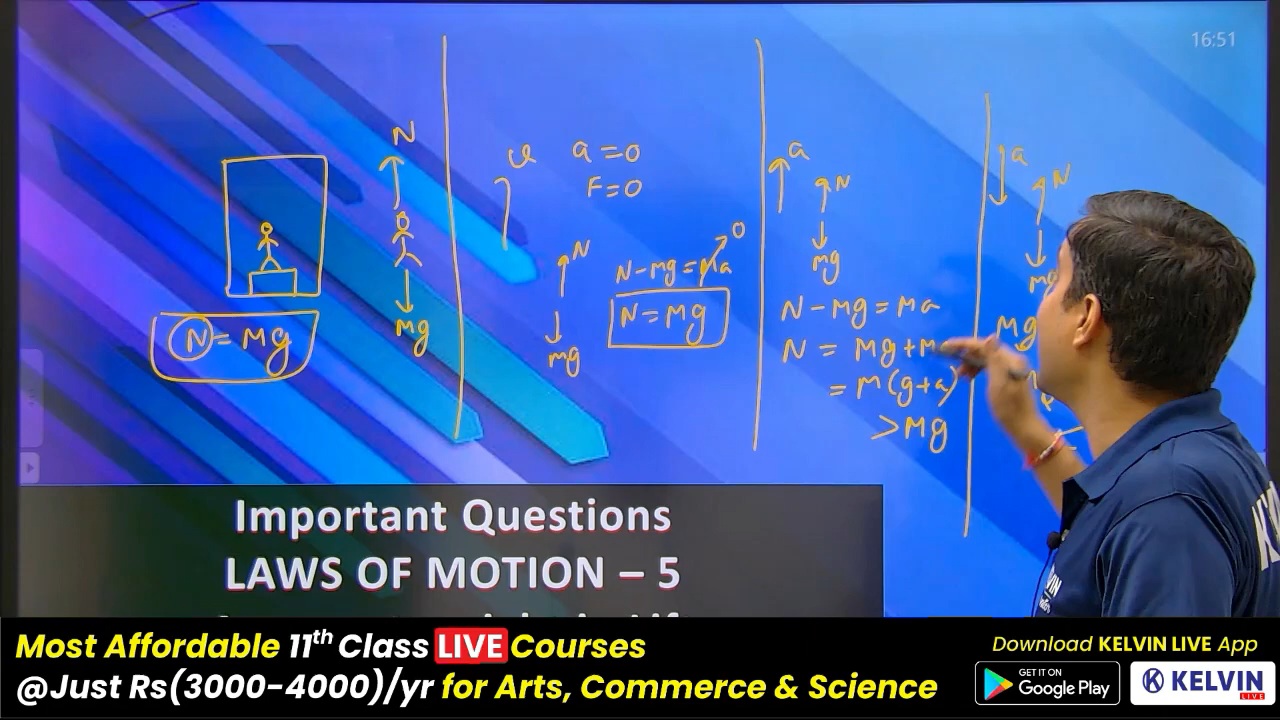 16:51
N
mg
N = Mg
v a = 0
F = 0
N
mg
N - mg = Ma
0
N = Mg
a
N
mg
N - Mg = Ma
N = Mg + M
= M(g+a)
> Mg
a
N
Mg
Important Questions
LAWS OF MOTION – 5
Most Affordable 11th Class LIVE Courses
@Just Rs(3000-4000)/yr for Arts, Commerce & Science
Download KELVIN LIVE App
GET IT ON
Google Play
KELVIN
LIVE